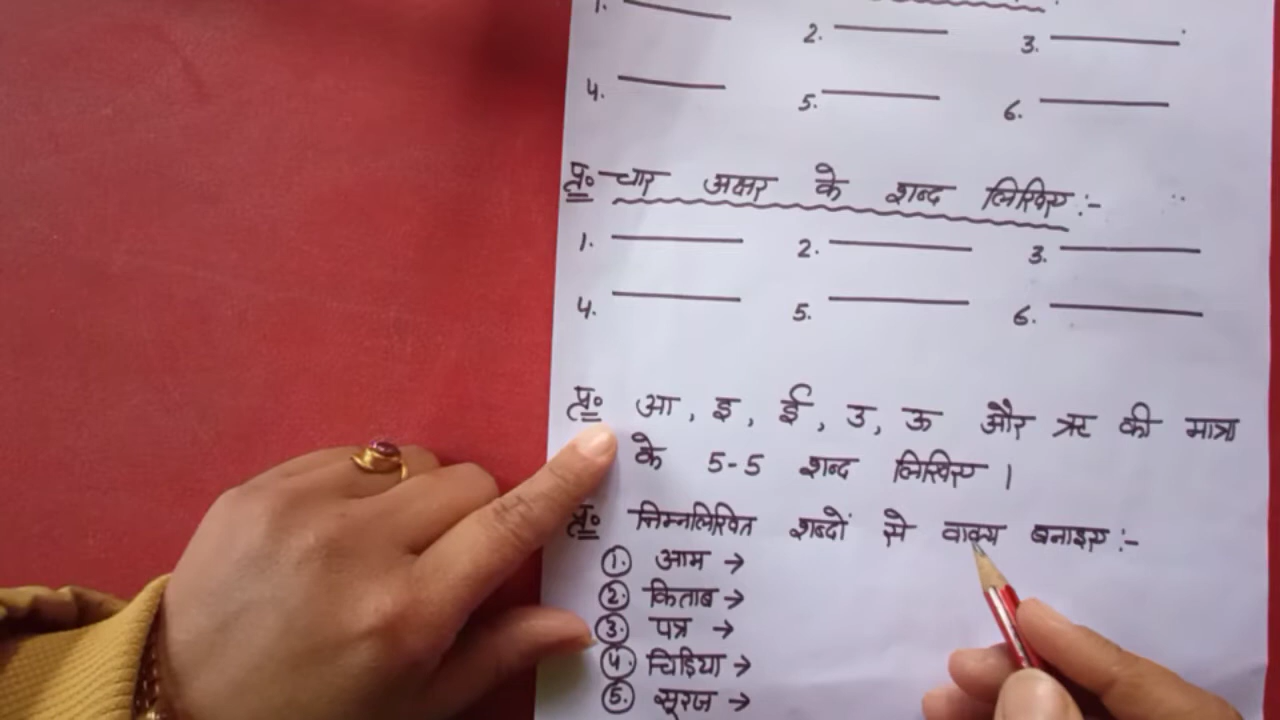 1. 
2. 
3. 
4. 
5. 
6. 
प्र० चार अक्षर के शब्द लिखिए :-
1. 
2. 
3. 
4. 
5. 
6. 
प्र० आ, इ, ई, उ, ऊ और ऋ की मात्रा
के 5-5 शब्द लिखिए ।
प्र० निम्नलिखित शब्दों से वाक्य बनाइए :-
1. आम →
2. किताब →
3. पत्र →
4. चिड़िया →
5. सूरज →